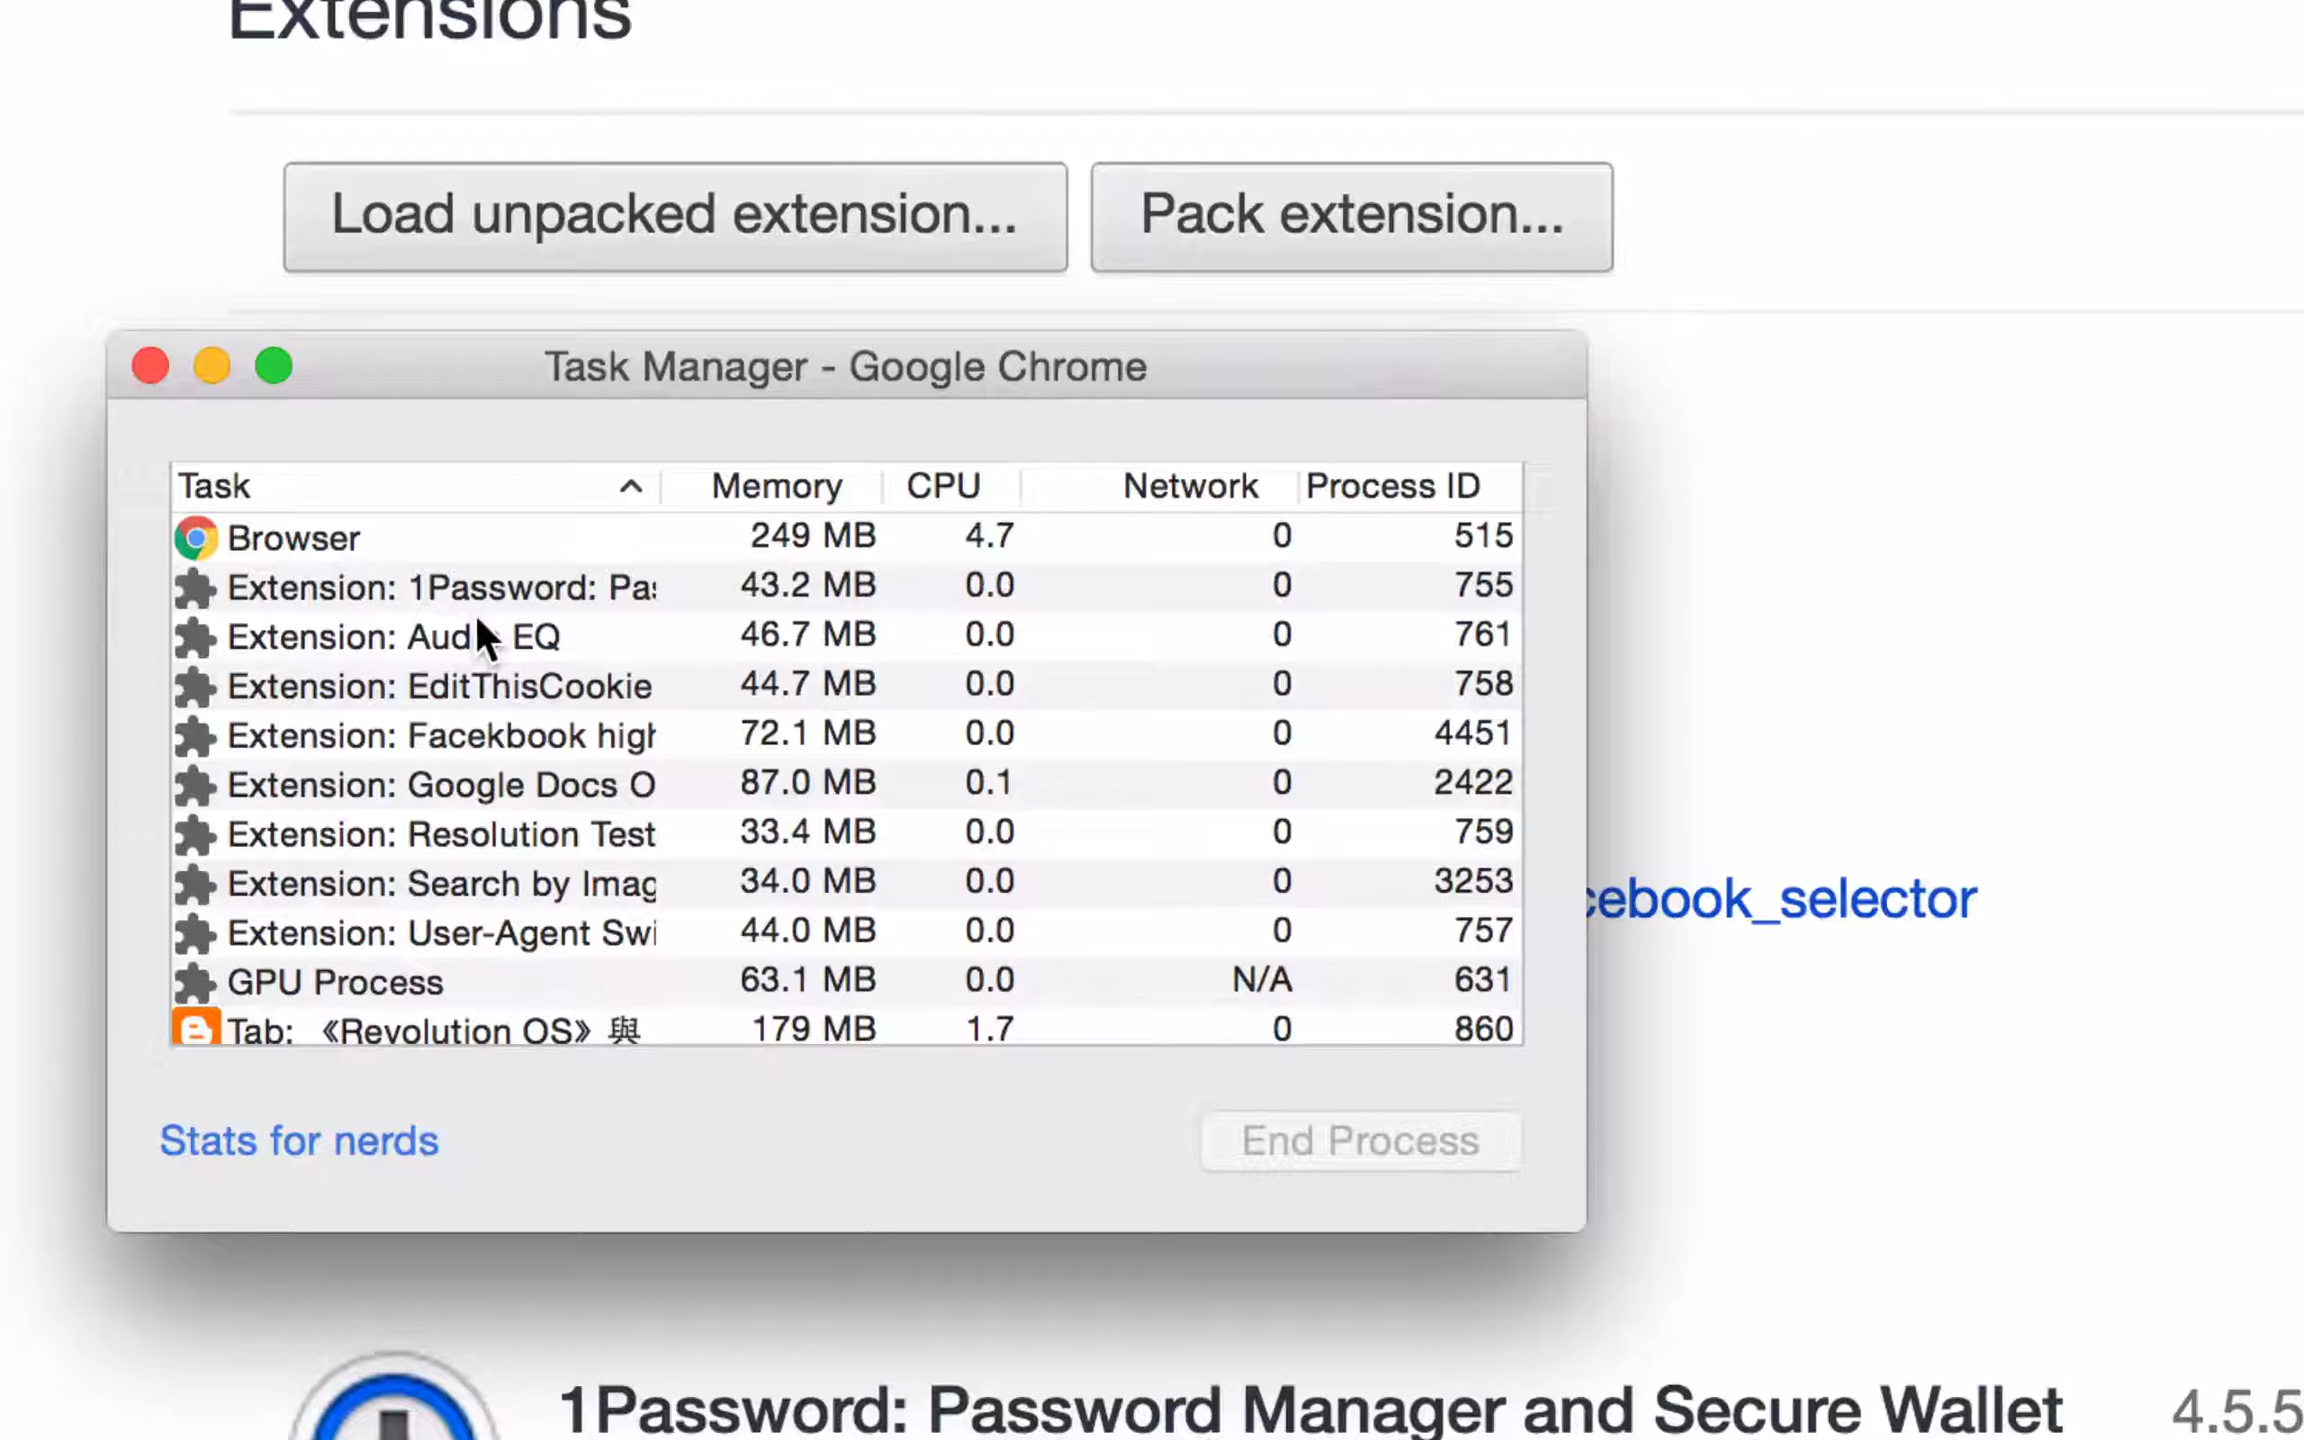 Extensions
Load unpacked extension... Pack extension...
Task Manager - Google Chrome
Task Memory CPU Network Process ID
Browser 249 MB 4.7 0 515
Extension: 1Password: Pas 43.2 MB 0.0 0 755
Extension: Aud EQ 46.7 MB 0.0 0 761
Extension: EditThisCookie 44.7 MB 0.0 0 758
Extension: Facekbook high 72.1 MB 0.0 0 4451
Extension: Google Docs O 87.0 MB 0.1 0 2422
Extension: Resolution Test 33.4 MB 0.0 0 759
Extension: Search by Imag 34.0 MB 0.0 0 3253
Extension: User-Agent Swi 44.0 MB 0.0 0 757
GPU Process 63.1 MB 0.0 N/A 631
Tab: 《Revolution OS》 與 179 MB 1.7 0 860
cebook_selector
Stats for nerds End Process
1Password: Password Manager and Secure Wallet 4.5.5